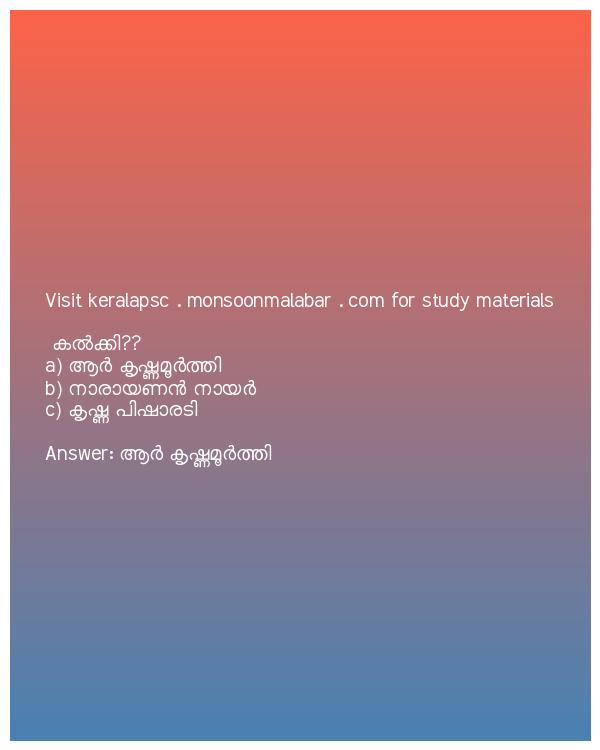 Visit keralapsc . monsoonmalabar . com for study materials
കൽക്കി??
a) ആർ കൃഷ്ണമൂർത്തി
b) നാരായണൻ നായർ
c) കൃഷ്ണ പിഷാരടി
Answer: ആർ കൃഷ്ണമൂർത്തി